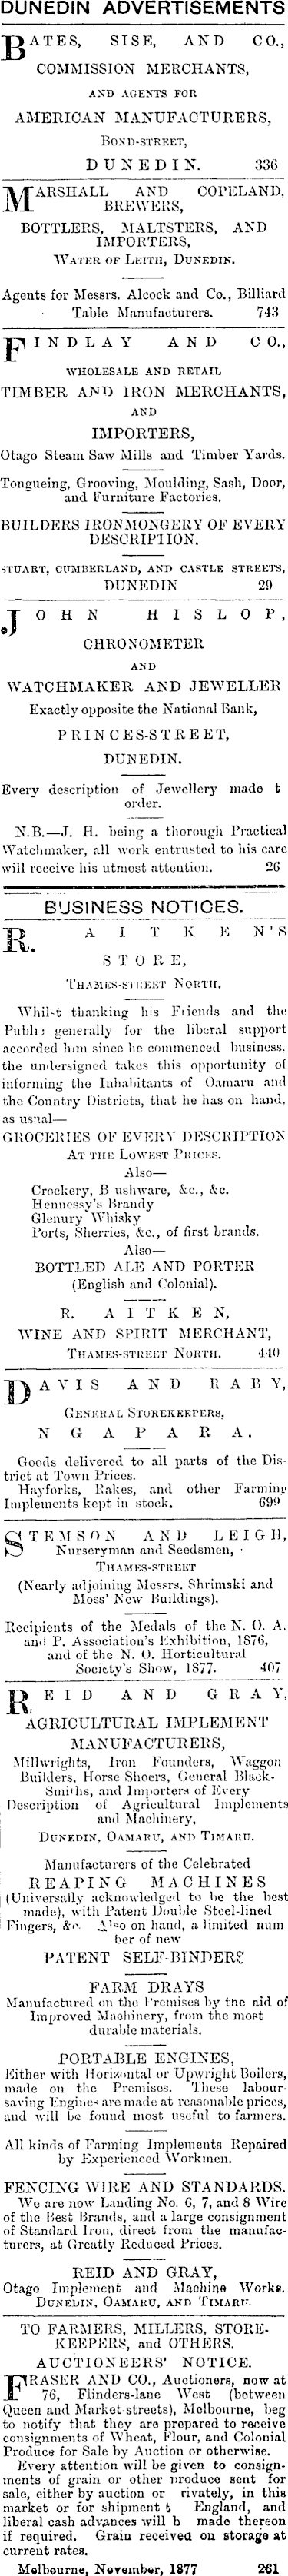 DUNEDIN ADVERTISEMENTS
BATES, SISE, AND CO.,
COMMISSION MERCHANTS,
AND AGENTS FOR
AMERICAN MANUFACTURERS,
BOND-STREET,
DUNEDIN. 336
MARSHALL AND COPELAND,
BREWERS,
BOTTLERS, MALTSTERS, AND
IMPORTERS,
WATER OF LEITH, DUNEDIN.
Agents for Messrs. Alcock and Co., Billiard
Table Manufacturers. 743
FINDLAY AND CO.,
WHOLESALE AND RETAIL
TIMBER AND IRON MERCHANTS,
AND
IMPORTERS,
Otago Steam Saw Mills and Timber Yards.
Tongueing, Grooving, Moulding, Sash, Door,
and Furniture Factories.
BUILDERS IRONMONGERY OF EVERY
DESCRIPTION.
STUART, CUMBERLAND, AND CASTLE STREETS,
DUNEDIN 29
JOHN HISLOP,
CHRONOMETER
AND
WATCHMAKER AND JEWELLER
Exactly opposite the National Bank,
PRINCES-STREET,
DUNEDIN.
Every description of Jewellery made t
order.
N.B.—J. H. being a thorough Practical
Watchmaker, all work entrusted to his care
will receive his utmost attention. 26
BUSINESS NOTICES.
R. AITKEN'S
STORE,
THAMES-STREET NORTH.
Whilst thanking his Friends and the
Public generally for the liberal support
accorded him since he commenced business.
the undersigned takes this opportunity of
informing the Inhabitants of Oamaru and
the Country Districts, that he has on hand,
as usual—
GROCERIES OF EVERY DESCRIPTION
AT THE LOWEST PRICES.
Also—
Crockery, B ushware, &c., &c.
Hennessy's Brandy
Glenury Whisky
Ports, Sherries, &c., of first brands.
Also—
BOTTLED ALE AND PORTER
(English and Colonial).
R. AITKEN,
WINE AND SPIRIT MERCHANT,
THAMES-STREET NORTH. 440
DAVIS AND RABY,
GENERAL STOREKEEPERS,
NGAPARA.
Goods delivered to all parts of the Dis-
trict at Town Prices.
Hayforks, Rakes, and other Farming
Implements kept in stock. 699
STEMSON AND LEIGH,
Nurseryman and Seedsmen,
THAMES-STREET
(Nearly adjoining Messrs. Shrimski and
Moss' New Buildings).
Recipients of the Medals of the N. O. A.
and P. Association's Exhibition, 1876,
and of the N. O. Horticultural
Society's Show, 1877. 407
REID AND GRAY,
AGRICULTURAL IMPLEMENT
MANUFACTURERS,
Millwrights, Iron Founders, Waggon
Builders, Horse Shoers, General Black-
Smiths, and Importers of Every
Description of Agricultural Implements
and Machinery,
DUNEDIN, OAMARU, AND TIMARU.
Manufacturers of the Celebrated
REAPING MACHINES
(Universally acknowledged to be the best
made), with Patent Double Steel-lined
Fingers, &c. Also on hand, a limited num
ber of new
PATENT SELF-BINDERS
FARM DRAYS
Manufactured on the Premises by the aid of
Improved Machinery, from the most
durable materials.
PORTABLE ENGINES,
Either with Horizontal or Upwright Boilers,
made on the Premises. These labour-
saving Engines are made at reasonable prices,
and will be found most useful to farmers.
All kinds of Farming Implements Repaired
by Experienced Workmen.
FENCING WIRE AND STANDARDS.
We are now Landing No. 6, 7, and 8 Wire
of the Best Brands, and a large consignment
of Standard Iron, direct from the manufac-
turers, at Greatly Reduced Prices.
REID AND GRAY,
Otago Implement and Machine Works.
DUNEDIN, OAMARU, AND TIMARU.
TO FARMERS, MILLERS, STORE-
KEEPERS, and OTHERS.
AUCTIONEERS' NOTICE.
FRASER AND CO., Auctioners, now at
76, Flinders-lane West (between
Queen and Market-streets), Melbourne, beg
to notify that they are prepared to receive
consignments of Wheat, Flour, and Colonial
Produce for Sale by Auction or otherwise.
Every attention will be given to consign-
ments of grain or other produce sent for
sale, either by auction or rivately, in this
market or for shipment t England, and
liberal cash advances will b made thereon
if required. Grain received on storage at
current rates.
Melbourne, November, 1877 261